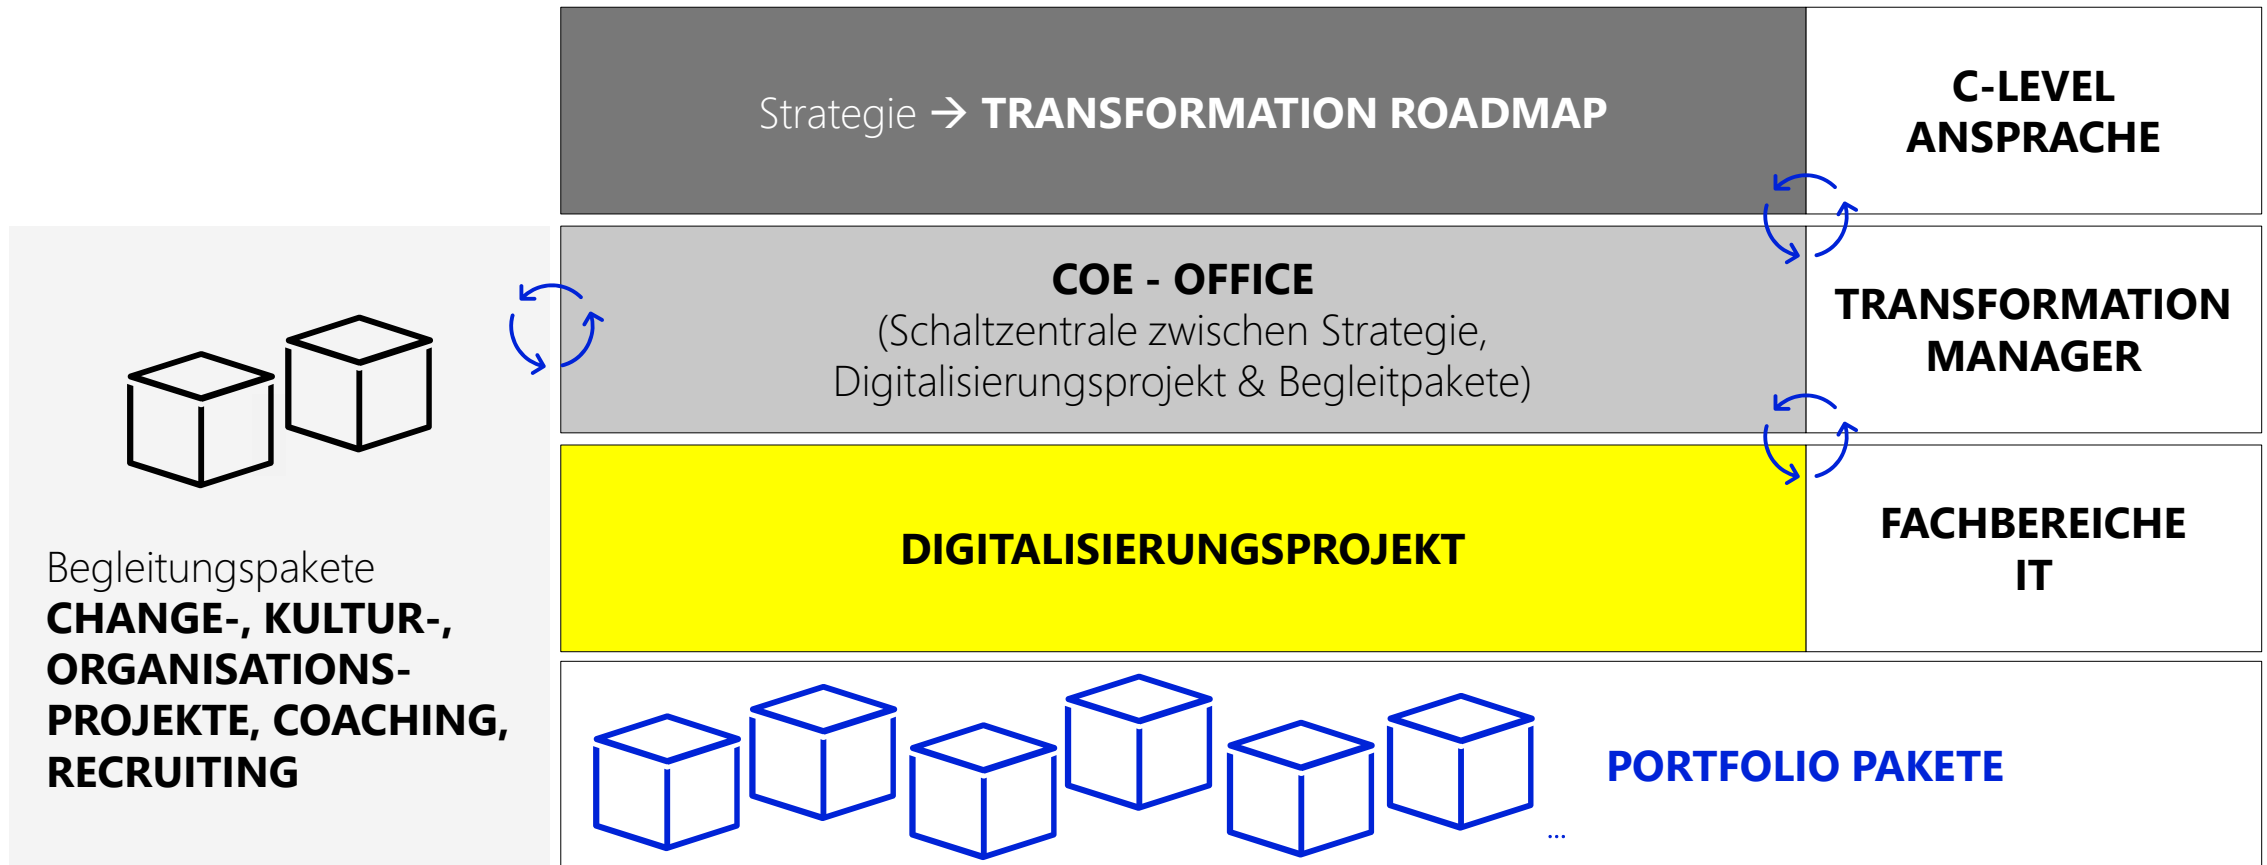 Strategie → TRANSFORMATION ROADMAP
C-LEVEL
ANSPRACHE
COE - OFFICE
(Schaltzentrale zwischen Strategie,
Digitalisierungsprojekt & Begleitpakete)
TRANSFORMATION
MANAGER
DIGITALISIERUNGSPROJEKT
FACHBEREICHE
IT
Begleitungspakete
CHANGE-, KULTUR-,
ORGANISATIONS-
PROJEKTE, COACHING,
RECRUITING
...
PORTFOLIO PAKETE